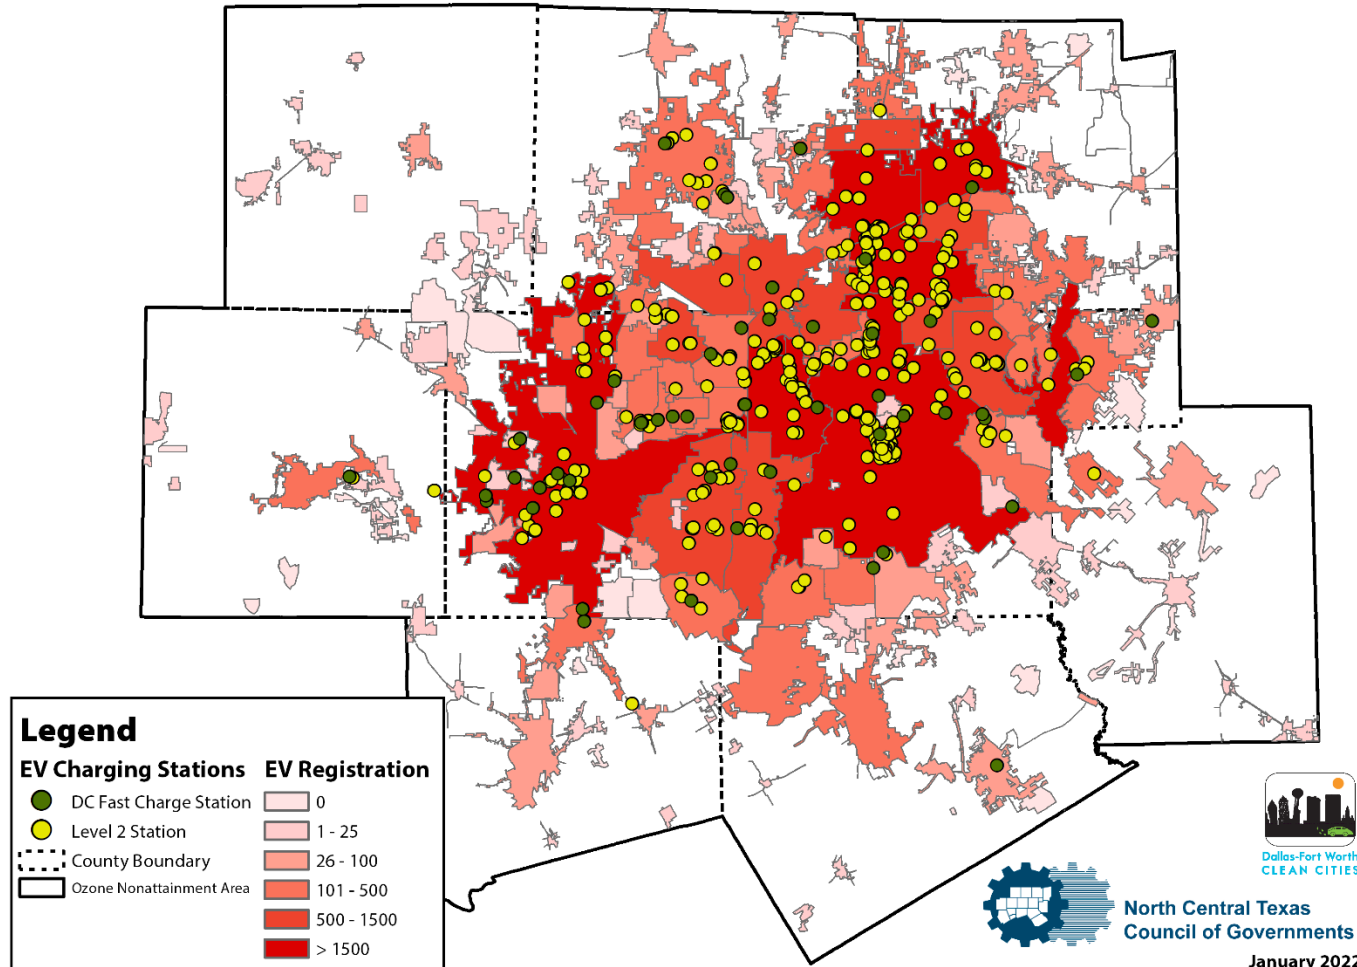 Legend
EV Charging Stations
DC Fast Charge Station
Level 2 Station
County Boundary
Ozone Nonattainment Area
EV Registration
0
1 - 25
26 - 100
101 - 500
500 - 1500
> 1500
Dallas-Fort Worth
CLEAN CITIES
North Central Texas
Council of Governments
January 2022